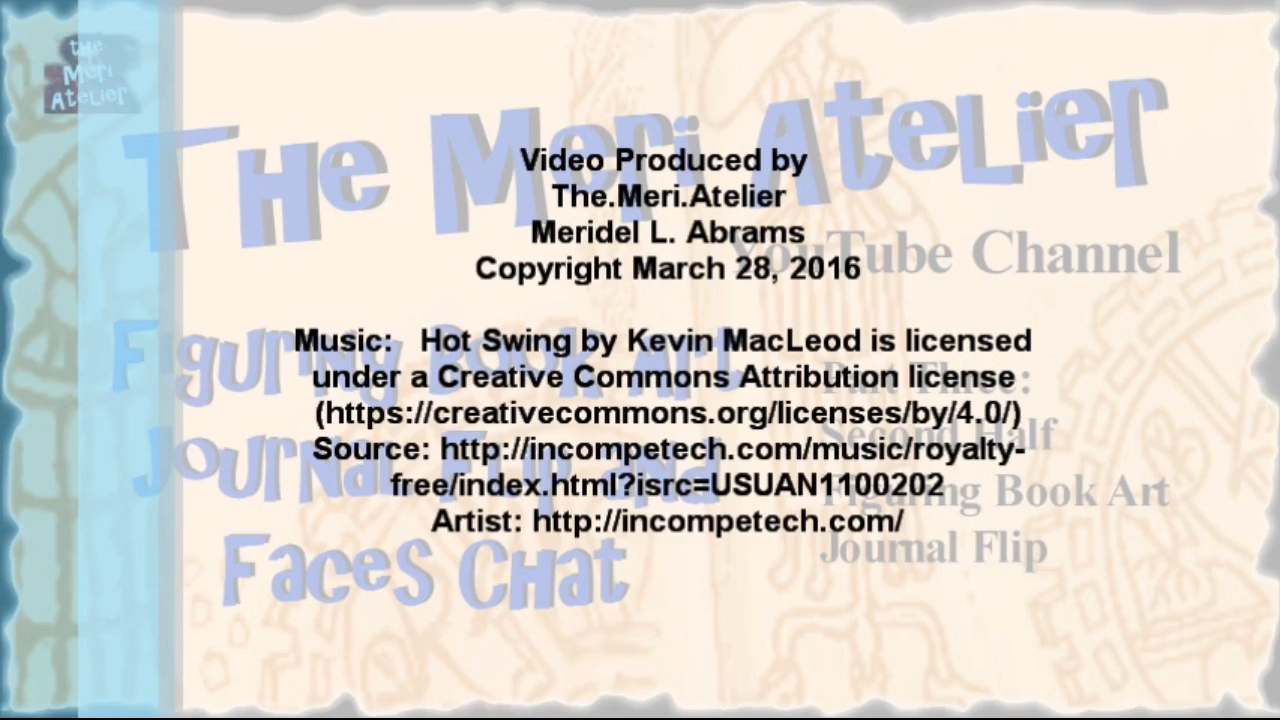 the
Meri
Atelier
The Meri Atelier
Video Produced by
The.Meri.Atelier
Meridel L. Abrams
YouTube Channel
Copyright March 28, 2016
Figuring Book Art
Journal Flip and
Faces Chat
Music:   Hot Swing by Kevin MacLeod is licensed
under a Creative Commons Attribution license
(https://creativecommons.org/licenses/by/4.0/)
Source: http://incompetech.com/music/royalty-
free/index.html?isrc=USUAN1100202
Artist: http://incompetech.com/
Part Three:
Second Half
Figuring Book Art
Journal Flip